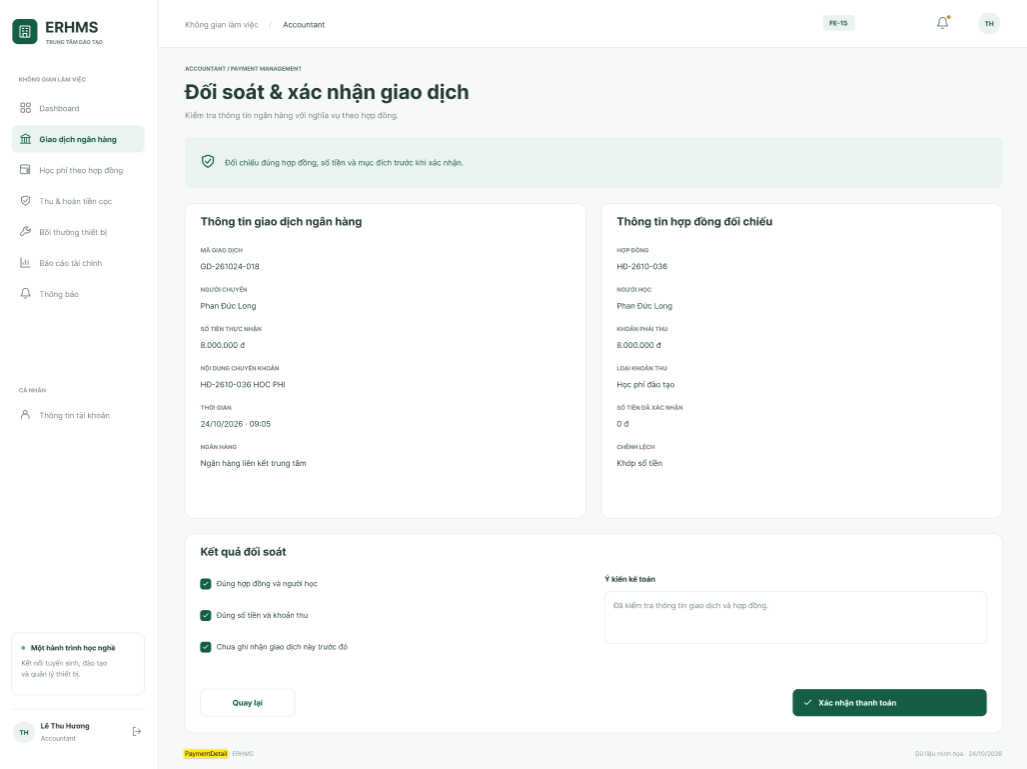 ERHMS
TRUNG TÂM ĐÀO TẠO
KHÔNG GIAN LÀM VIỆC
Dashboard
Giao dịch ngân hàng
Học phí theo hợp đồng
Thu & hoàn tiền cọc
Bồi thường thiết bị
Báo cáo tài chính
Thông báo
CÁ NHÂN
Thông tin tài khoản
Một hành trình học nghề
Kết nối tuyển sinh, đào tạo
và quản lý thiết bị.
TH
Lê Thu Hương
Accountant
Không gian làm việc / Accountant
FE-15
TH
ACCOUNTANT / PAYMENT MANAGEMENT
Đối soát & xác nhận giao dịch
Kiểm tra thông tin ngân hàng với nghĩa vụ theo hợp đồng.
Đối chiếu đúng hợp đồng, số tiền và mục đích trước khi xác nhận.
Thông tin giao dịch ngân hàng
MÃ GIAO DỊCH
GD-261024-018
NGƯỜI CHUYỂN
Phan Đức Long
SỐ TIỀN THỰC NHẬN
8.000.000 đ
NỘI DUNG CHUYỂN KHOẢN
HĐ-2610-036 HOC PHI
THỜI GIAN
24/10/2026 · 09:05
NGÂN HÀNG
Ngân hàng liên kết trung tâm
Thông tin hợp đồng đối chiếu
HỢP ĐỒNG
HĐ-2610-036
NGƯỜI HỌC
Phan Đức Long
KHOẢN PHẢI THU
8.000.000 đ
LOẠI KHOẢN THU
Học phí đào tạo
SỐ TIỀN ĐÃ XÁC NHẬN
0 đ
CHÊNH LỆCH
Khớp số tiền
Kết quả đối soát
Đúng hợp đồng và người học
Đúng số tiền và khoản thu
Chưa ghi nhận giao dịch này trước đó
Ý kiến kế toán
Đã kiểm tra thông tin giao dịch và hợp đồng.
Quay lại
Xác nhận thanh toán
PaymentDetail · ERHMS
Dữ liệu minh họa · 24/10/2026